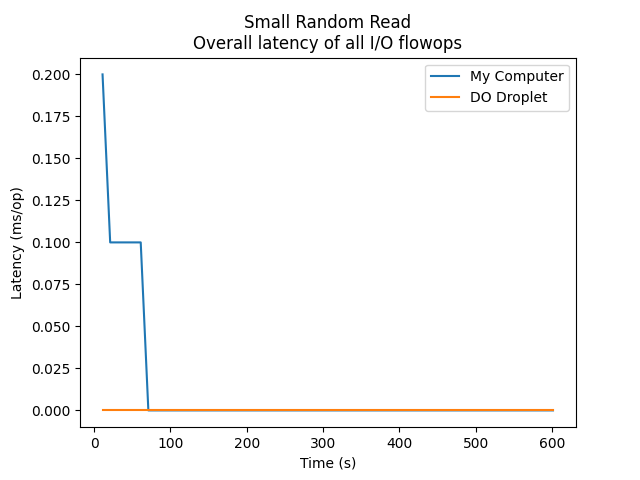 Small Random Read
Overall latency of all I/O flowops
My Computer
DO Droplet
Latency (ms/op)
0.200
0.175
0.150
0.125
0.100
0.075
0.050
0.025
0.000
0
100
200
300
400
500
600
Time (s)